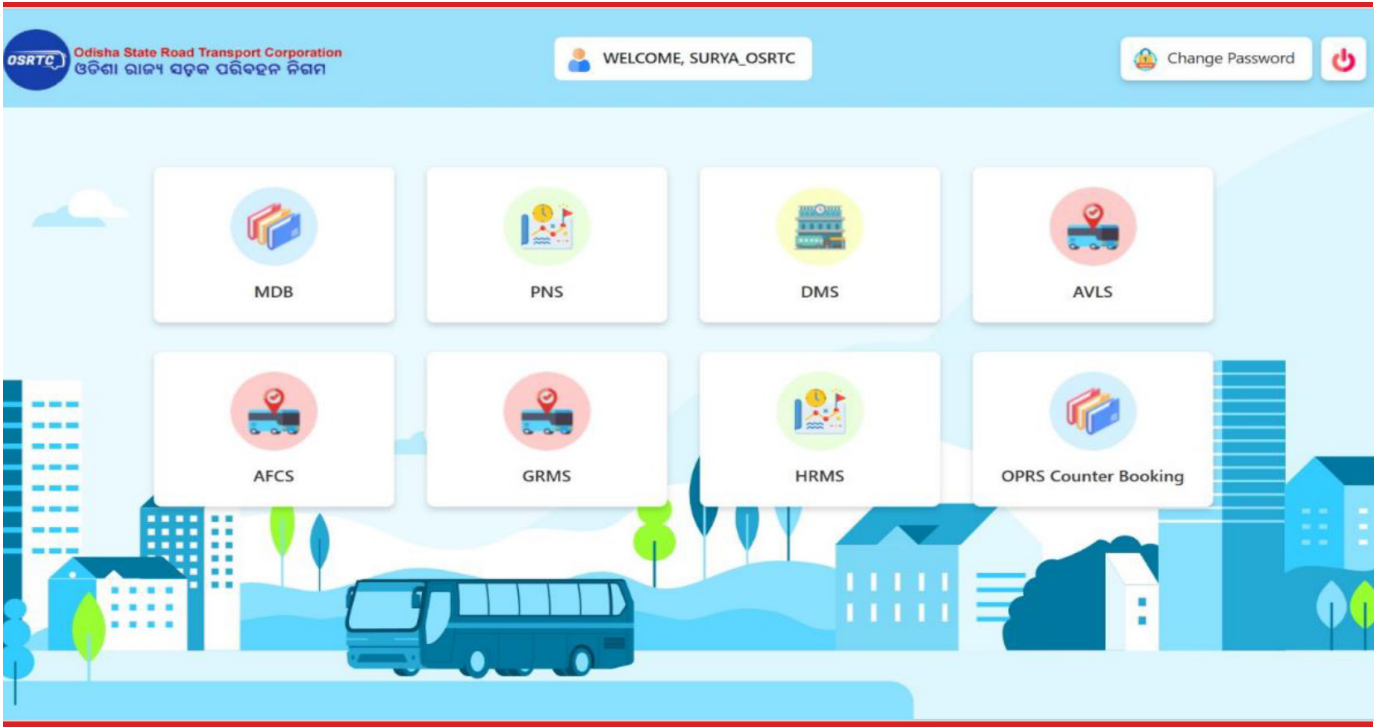 OSRTC
Odisha State Road Transport Corporation
ଓଡିଶା ରାଜ୍ୟ ସଡ଼କ ପରିବହନ ନିଗମ
WELCOME, SURYA_OSRTC
Change Password
MDB
PNS
DMS
AVLS
AFCS
GRMS
HRMS
OPRS Counter Booking